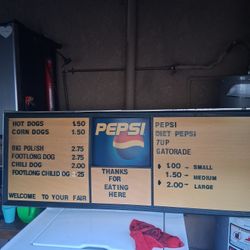 HOT DOGS 1.50
CORN DOGS 1.50
BIG POLISH 2.75
FOOTLONG DOG 2.75
CHILI DOG 2.00
FOOTLONG CHILID DOG .25
WELCOME TO YOUR FAIR
PEPSI
THANKS
FOR
EATING
HERE
PEPSI
DIET PEPSI
7UP
GATORADE
1.00 - SMALL
1.50 - MEDIUM
2.00 - LARGE